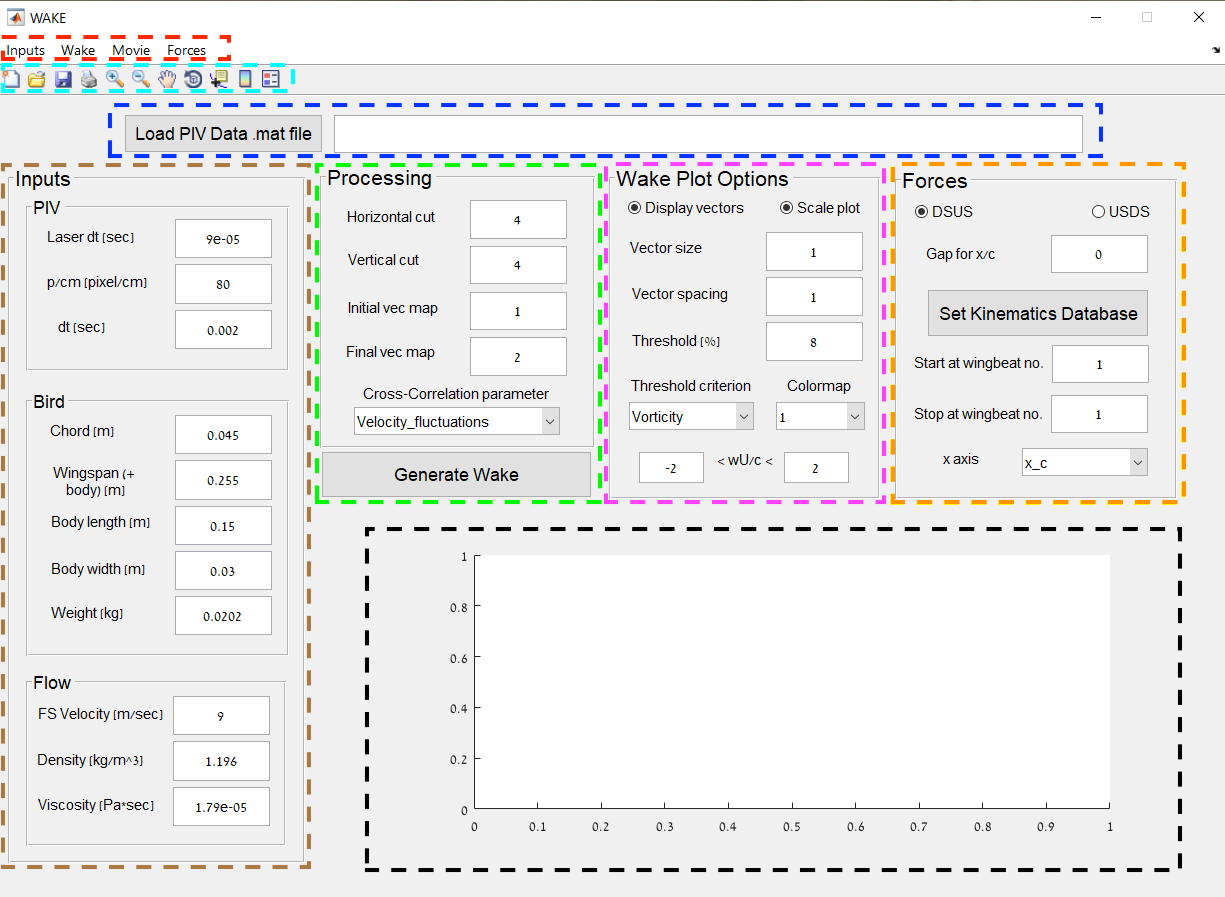 WAKE
Inputs Wake Movie Forces
Load PIV Data .mat file
Inputs
PIV
Laser dt [sec] 9e-05
p/cm [pixel/cm] 80
dt [sec] 0.002
Bird
Chord [m] 0.045
Wingspan (+
body) [m] 0.255
Body length [m] 0.15
Body width [m] 0.03
Weight [kg] 0.0202
Flow
FS Velocity [m/sec] 9
Density [kg/m^3] 1.196
Viscosity [Pa*sec] 1.79e-05
Processing
Horizontal cut 4
Vertical cut 4
Initial vec map 1
Final vec map 2
Cross-Correlation parameter
Velocity_fluctuations
Generate Wake
Wake Plot Options
Display vectors Scale plot
Vector size 1
Vector spacing 1
Threshold [%] 8
Threshold criterion Colormap
Vorticity 1
-2 < wU/c < 2
Forces
DSUS USDS
Gap for x/c 0
Set Kinematics Database
Start at wingbeat no. 1
Stop at wingbeat no. 1
x axis x_c
1
0.8
0.6
0.4
0.2
0
0 0.1 0.2 0.3 0.4 0.5 0.6 0.7 0.8 0.9 1